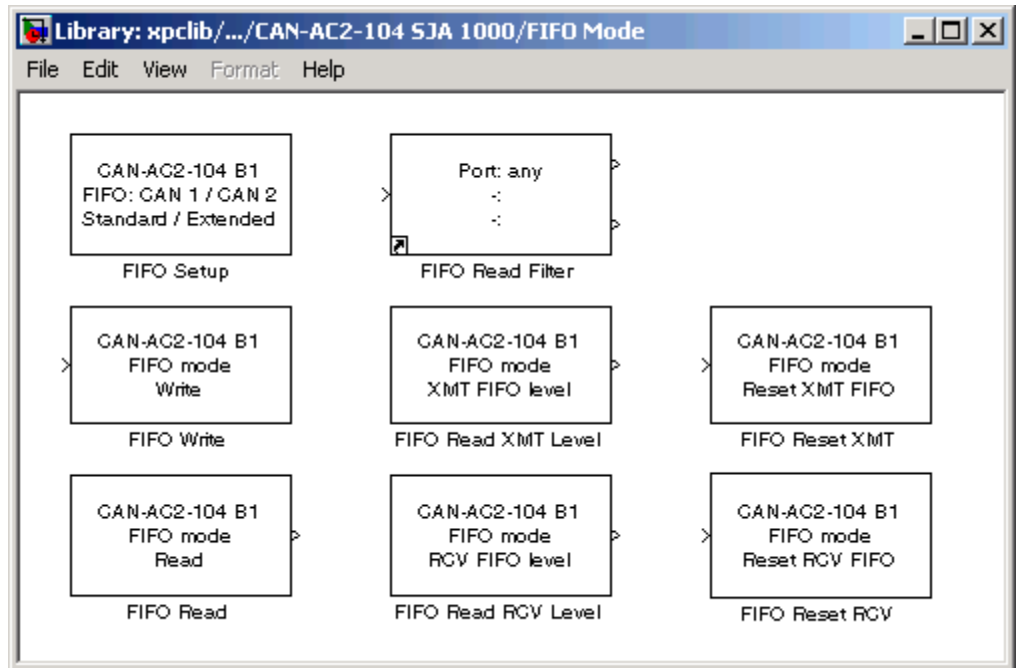 Library: xpclib/.../CAN-AC2-104 SJA 1000/FIFO Mode
File Edit View Format Help
CAN-AC2-104 B1
FIFO: CAN 1 / CAN 2
Standard / Extended
FIFO Setup
Port: any
-:
-:
FIFO Read Filter
CAN-AC2-104 B1
FIFO mode
Write
FIFO Write
CAN-AC2-104 B1
FIFO mode
XMT FIFO level
FIFO Read XMT Level
CAN-AC2-104 B1
FIFO mode
Reset XMT FIFO
FIFO Reset XMT
CAN-AC2-104 B1
FIFO mode
Read
FIFO Read
CAN-AC2-104 B1
FIFO mode
RCV FIFO level
FIFO Read RCV Level
CAN-AC2-104 B1
FIFO mode
Reset RCV FIFO
FIFO Reset RCV